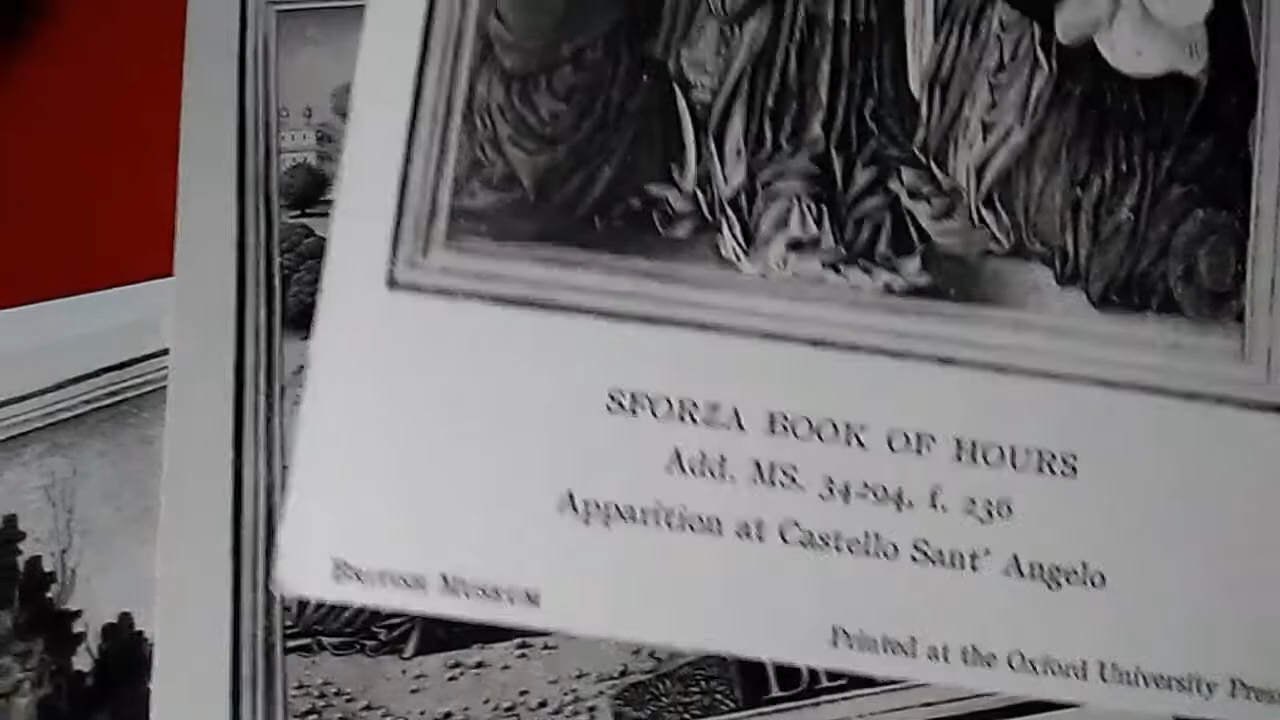 SFORZA BOOK OF HOURS
Add. MS. 34294, f. 236
Apparition at Castello Sant' Angelo
BRITISH MUSEUM
Printed at the Oxford University